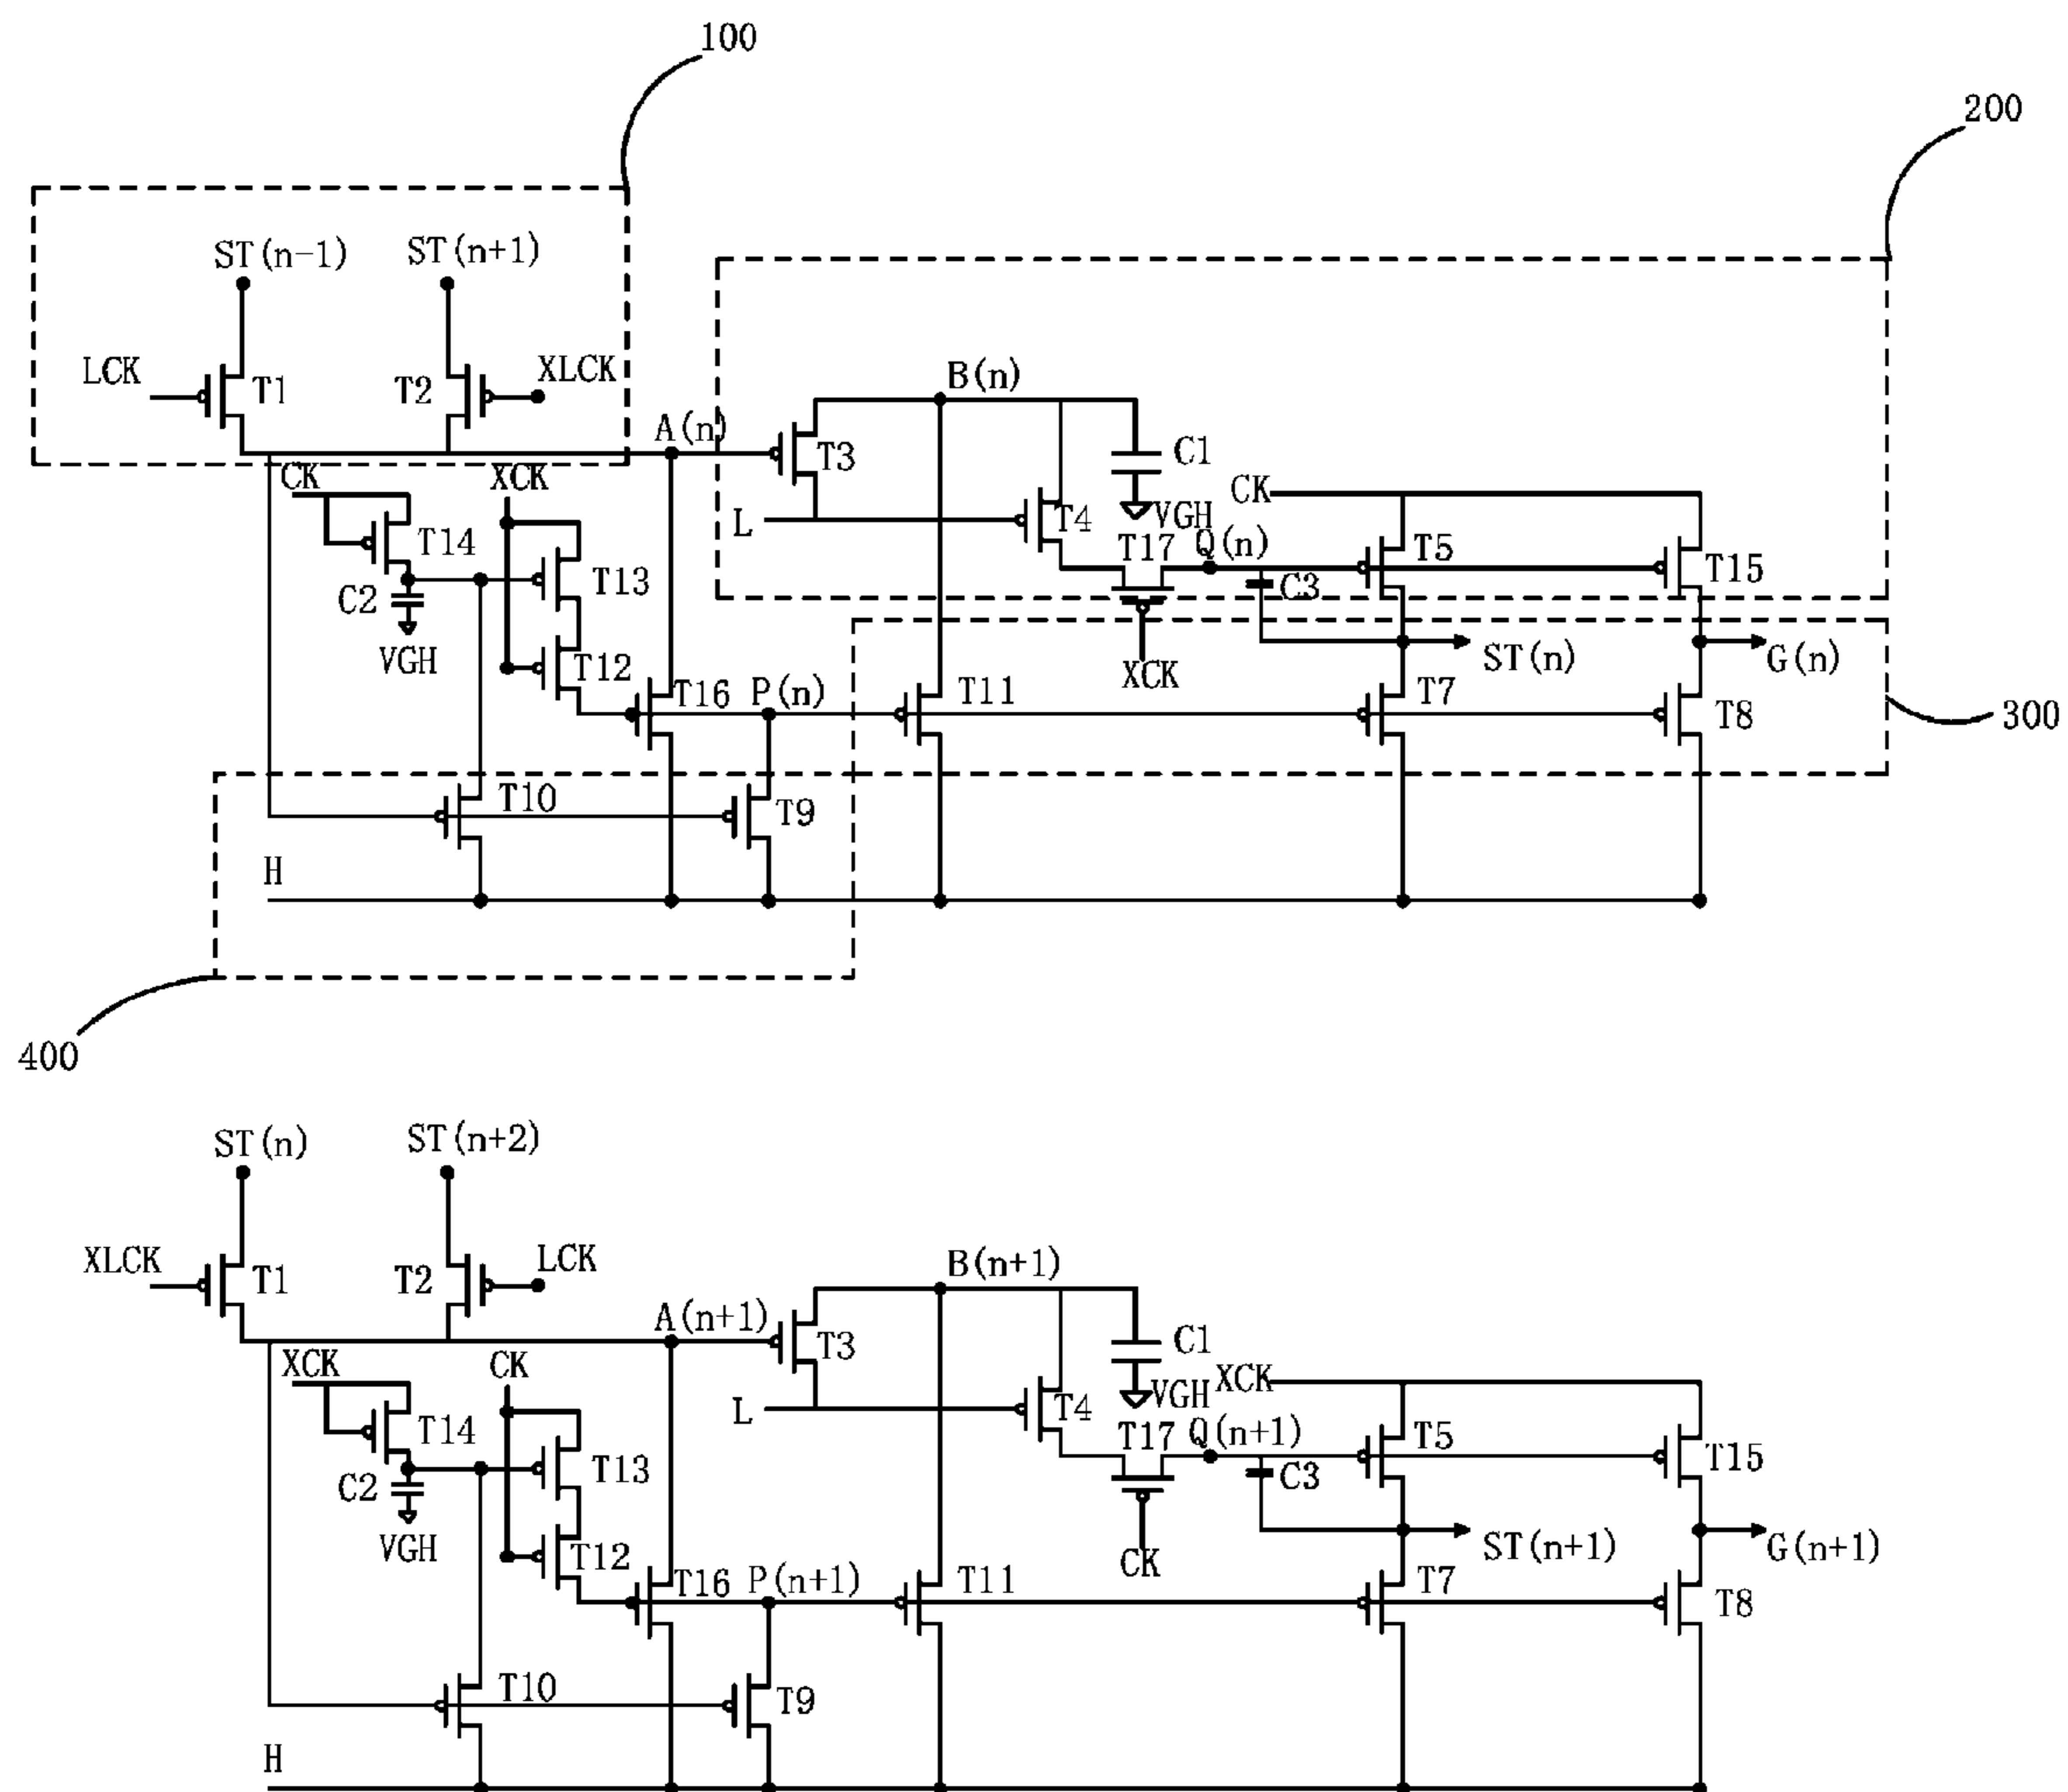 100
200
ST(n-1)
ST(n+1)
LCK
T1
T2
XLCK
B(n)
A(n)
T3
C1
CK
XCK
CK
L
T4
VGH
T14
T17
Q(n)
T5
T15
C2
T13
C3
VGH
T12
XCK
ST(n)
G(n)
T16
P(n)
T11
T7
T8
300
T10
T9
H
400
ST(n)
ST(n+2)
XLCK
T1
T2
LCK
B(n+1)
A(n+1)
T3
C1
XCK
CK
VGH
XCK
L
T4
T14
T17
Q(n+1)
T5
T15
C2
T13
C3
VGH
T12
CK
ST(n+1)
G(n+1)
T16
P(n+1)
T11
T7
T8
T10
T9
H